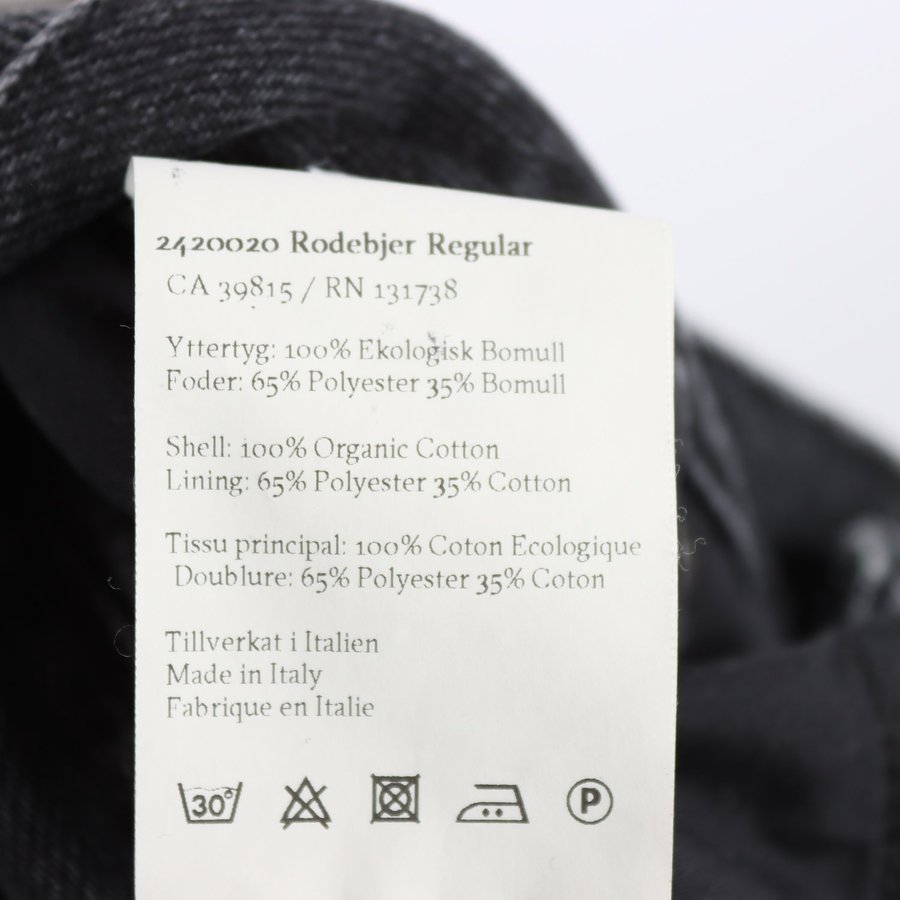 2420020 Rodebjer Regular
CA 39815 / RN 131738
Yttertyg: 100% Ekologisk Bomull
Foder: 65% Polyester 35% Bomull
Shell: 100% Organic Cotton
Lining: 65% Polyester 35% Cotton
Tissu principal: 100% Coton Ecologique
Doublure: 65% Polyester 35% Coton
Tillverkat i Italien
Made in Italy
Fabrique en Italie
30° P